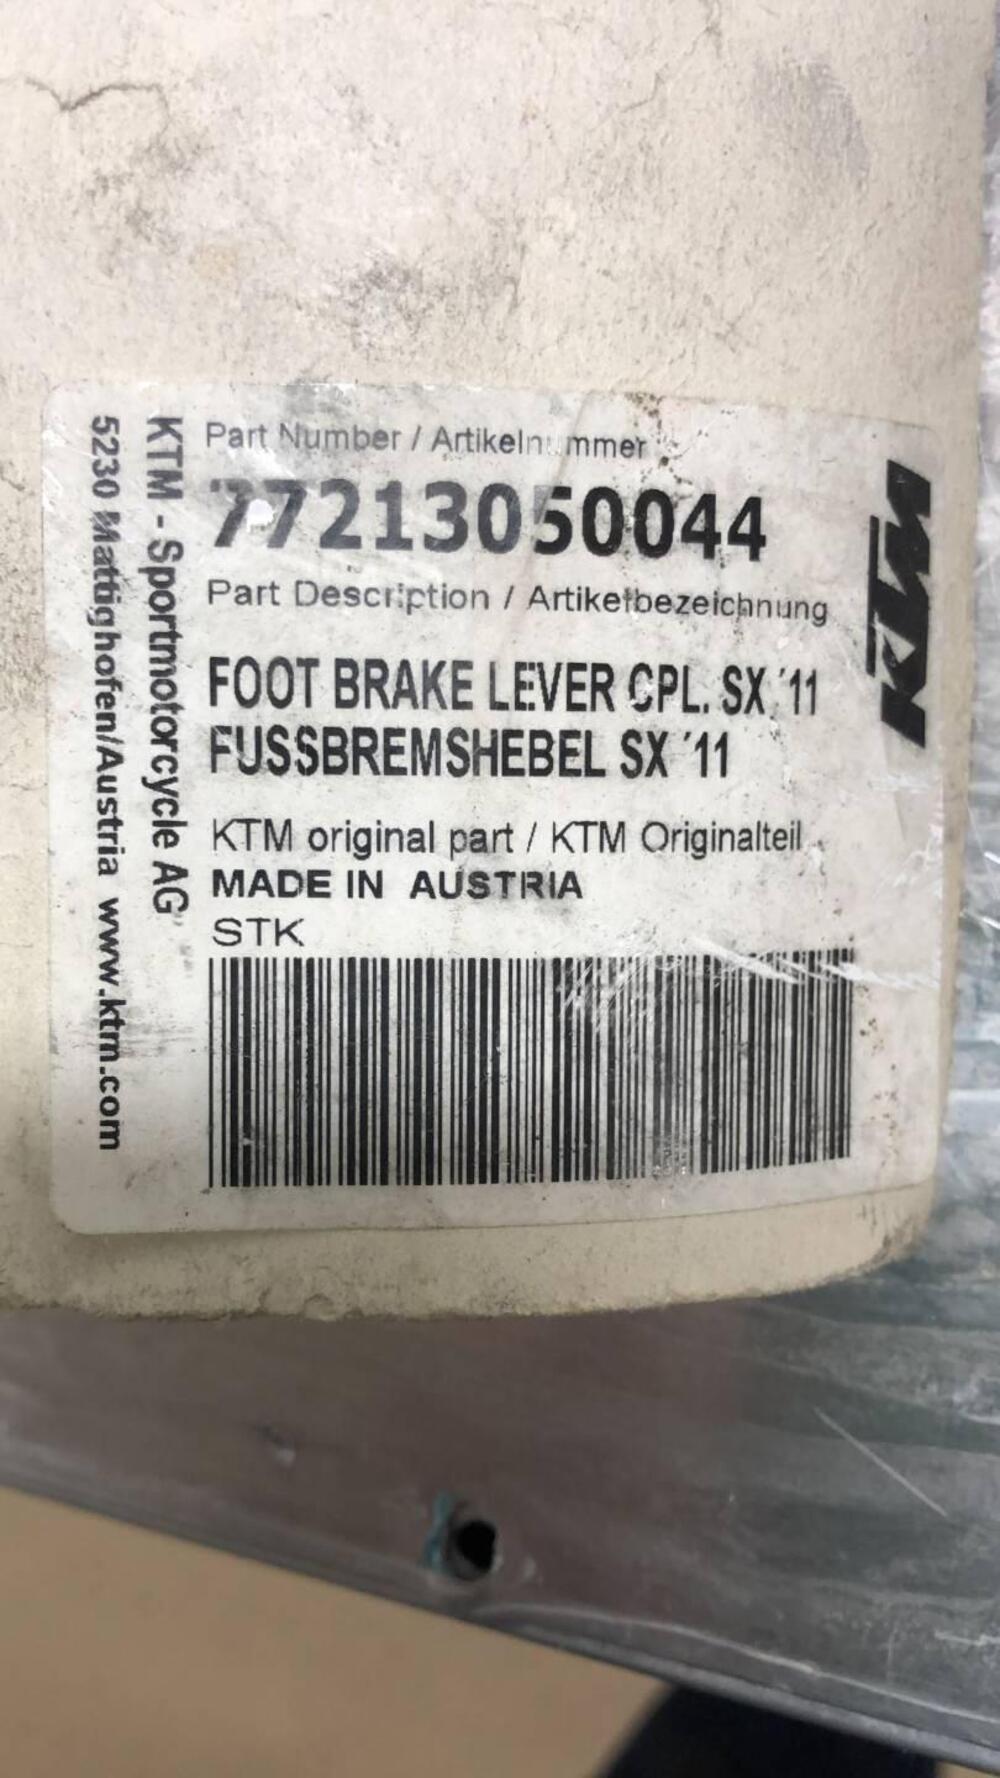 Part Number / Artikelnummer
77213050044
Part Description / Artikelbezeichnung
FOOT BRAKE LEVER CPL. SX ´11
FUSSBREMSHEBEL SX ´11
KTM original part / KTM Originalteil
MADE IN AUSTRIA
STK
KTM - Sportmotorcycle AG
5230 Mattighofen/Austria www.ktm.com
KTM